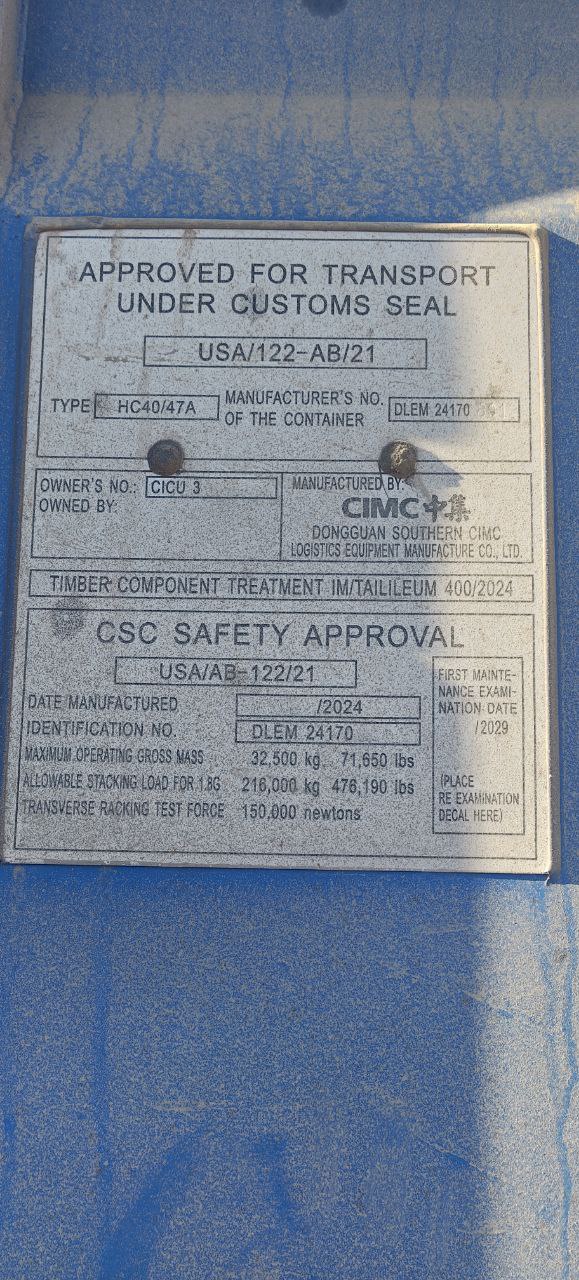 APPROVED FOR TRANSPORT
UNDER CUSTOMS SEAL
USA/122-AB/21
TYPE HC40/47A
MANUFACTURER'S NO.
OF THE CONTAINER
DLEM 24170
OWNER'S NO.: CICU 3
OWNED BY:
MANUFACTURED BY:
CIMC中集
DONGGUAN SOUTHERN CIMC
LOGISTICS EQUIPMENT MANUFACTURE CO., LTD.
TIMBER COMPONENT TREATMENT IM/TAILILEUM 400/2024
CSC SAFETY APPROVAL
USA/AB-122/21
DATE MANUFACTURED /2024
IDENTIFICATION NO. DLEM 24170
MAXIMUM OPERATING GROSS MASS 32,500 kg 71,650 lbs
ALLOWABLE STACKING LOAD FOR 1.8G 216,000 kg 476,190 lbs
TRANSVERSE RACKING TEST FORCE 150,000 newtons
FIRST MAINTE-
NANCE EXAMI-
NATION DATE
/2029
(PLACE
RE EXAMINATION
DECAL HERE)